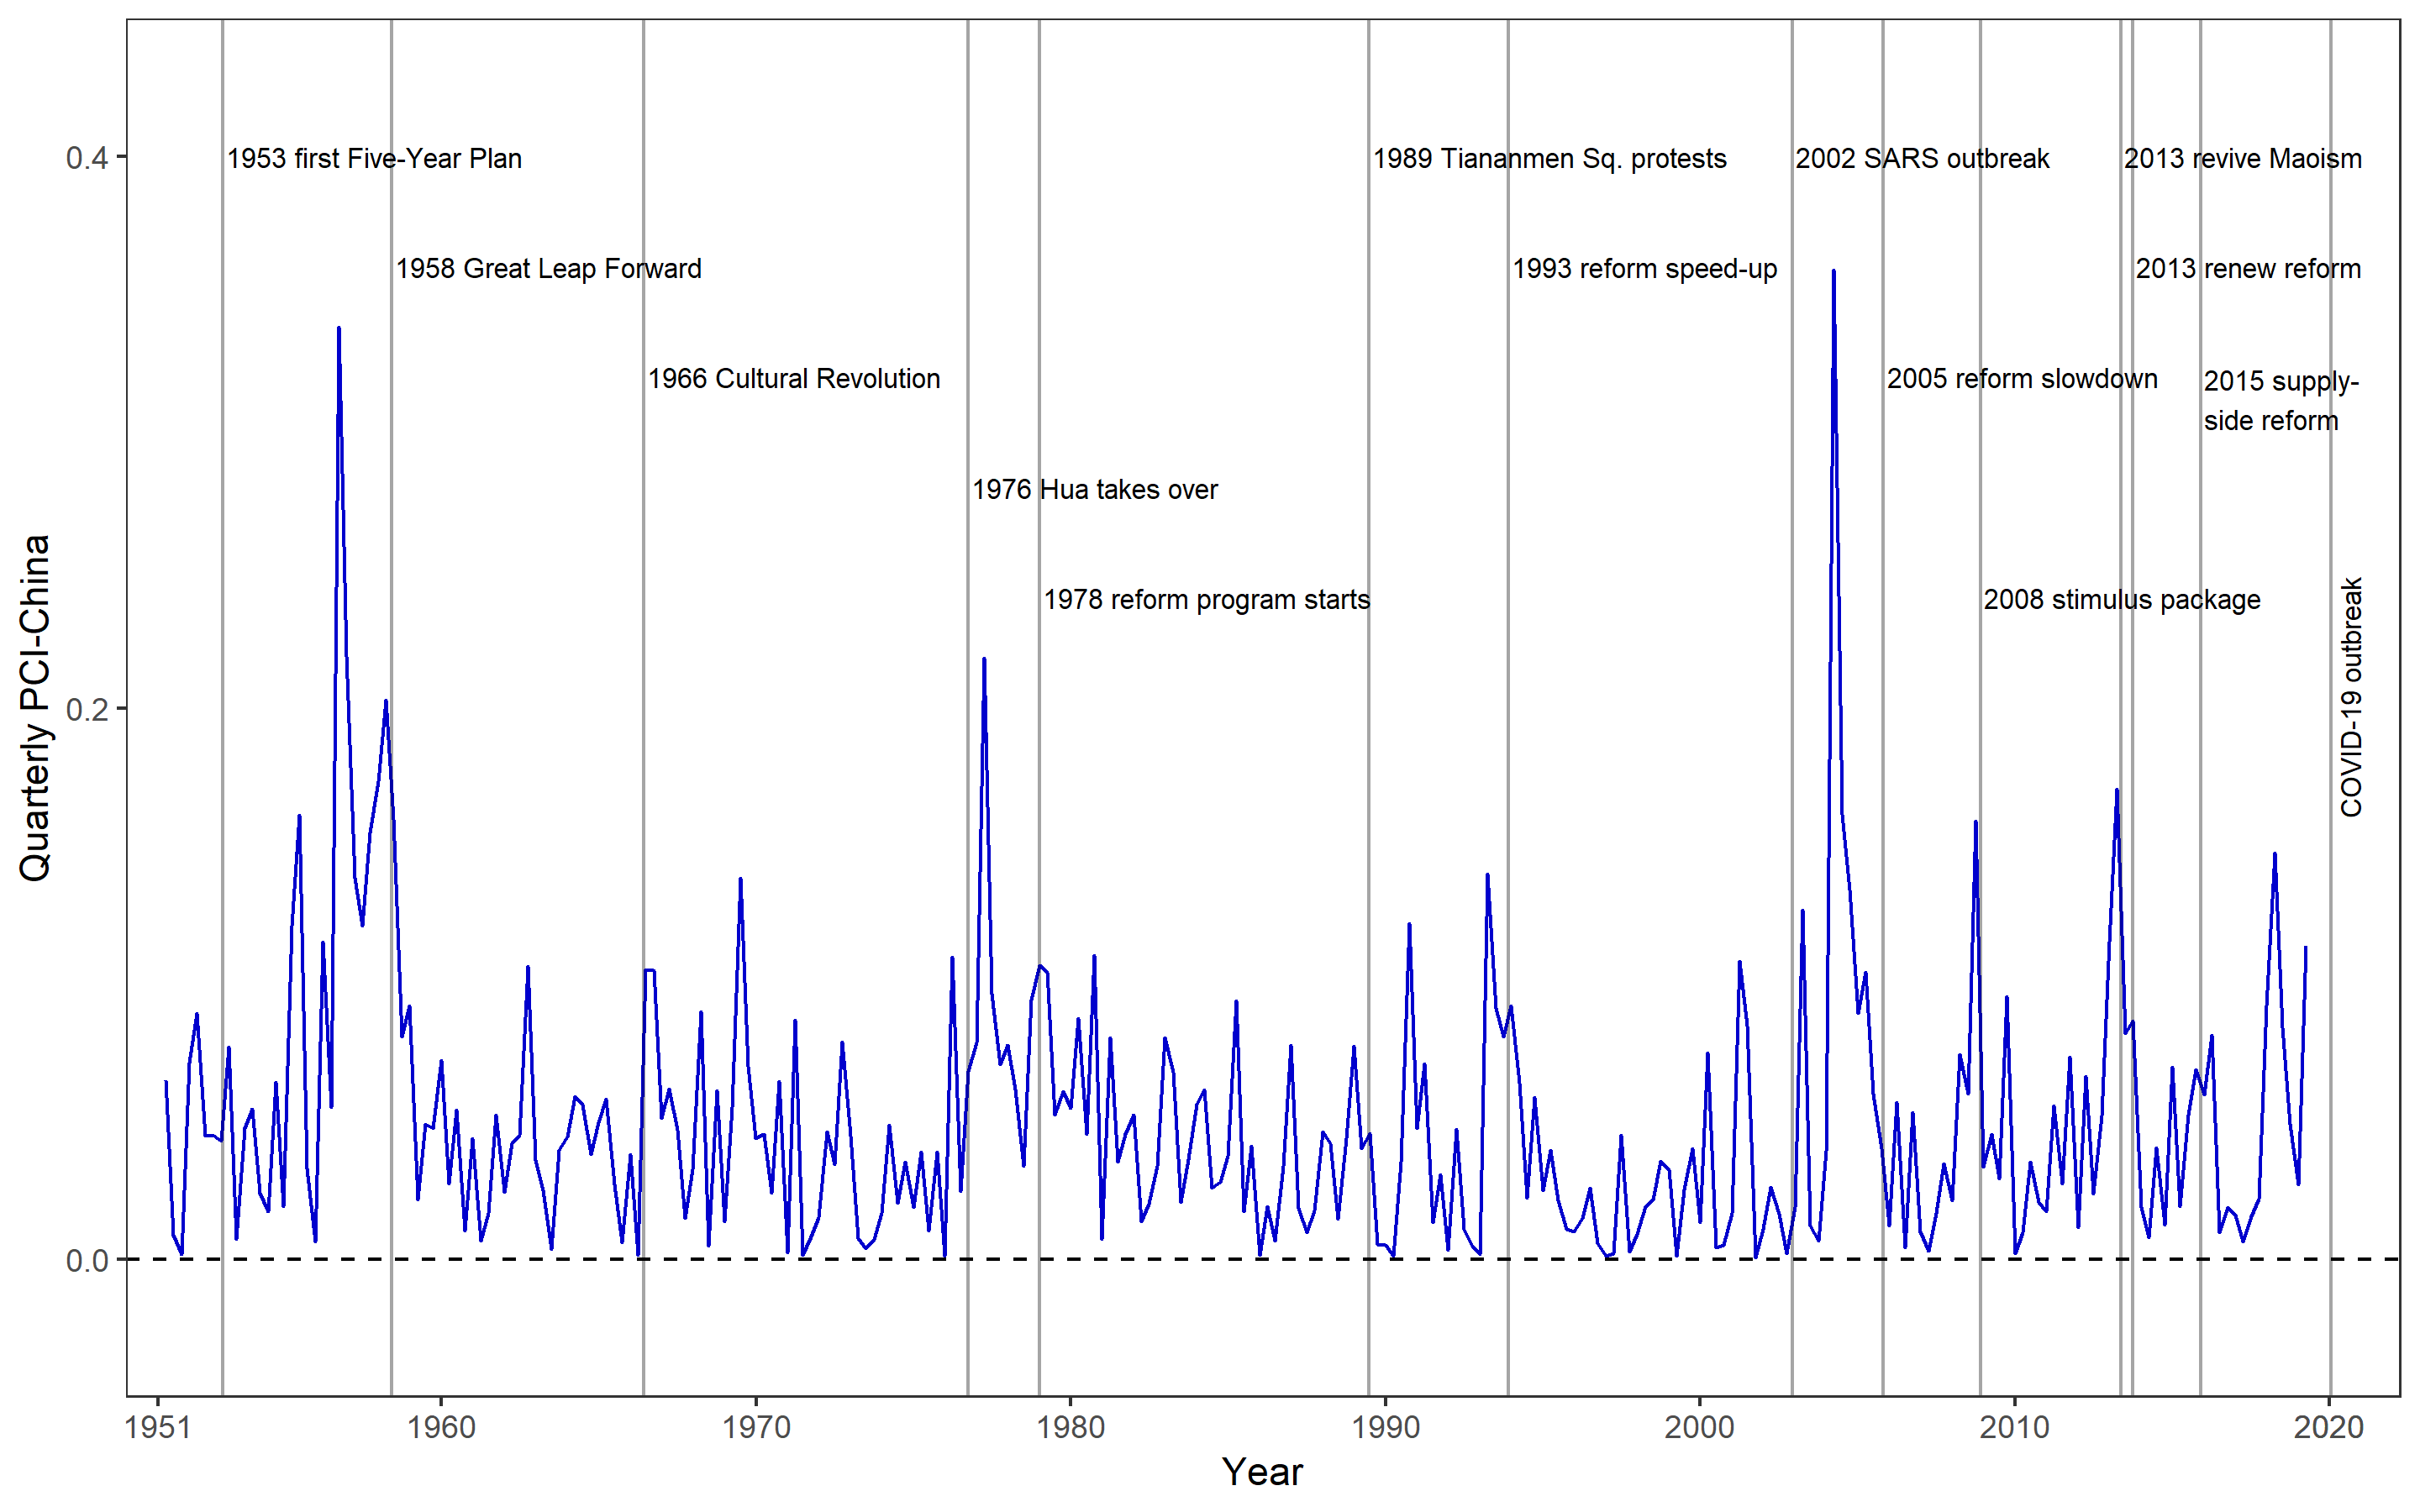 0.4
0.2
0.0
Quarterly PCI-China
1953 first Five-Year Plan
1989 Tiananmen Sq. protests
2002 SARS outbreak
2013 revive Maoism
1958 Great Leap Forward
1993 reform speed-up
2013 renew reform
1966 Cultural Revolution
2005 reform slowdown
2015 supply-
side reform
1976 Hua takes over
1978 reform program starts
2008 stimulus package
COVID-19 outbreak
1951
1960
1970
1980
1990
2000
2010
2020
Year